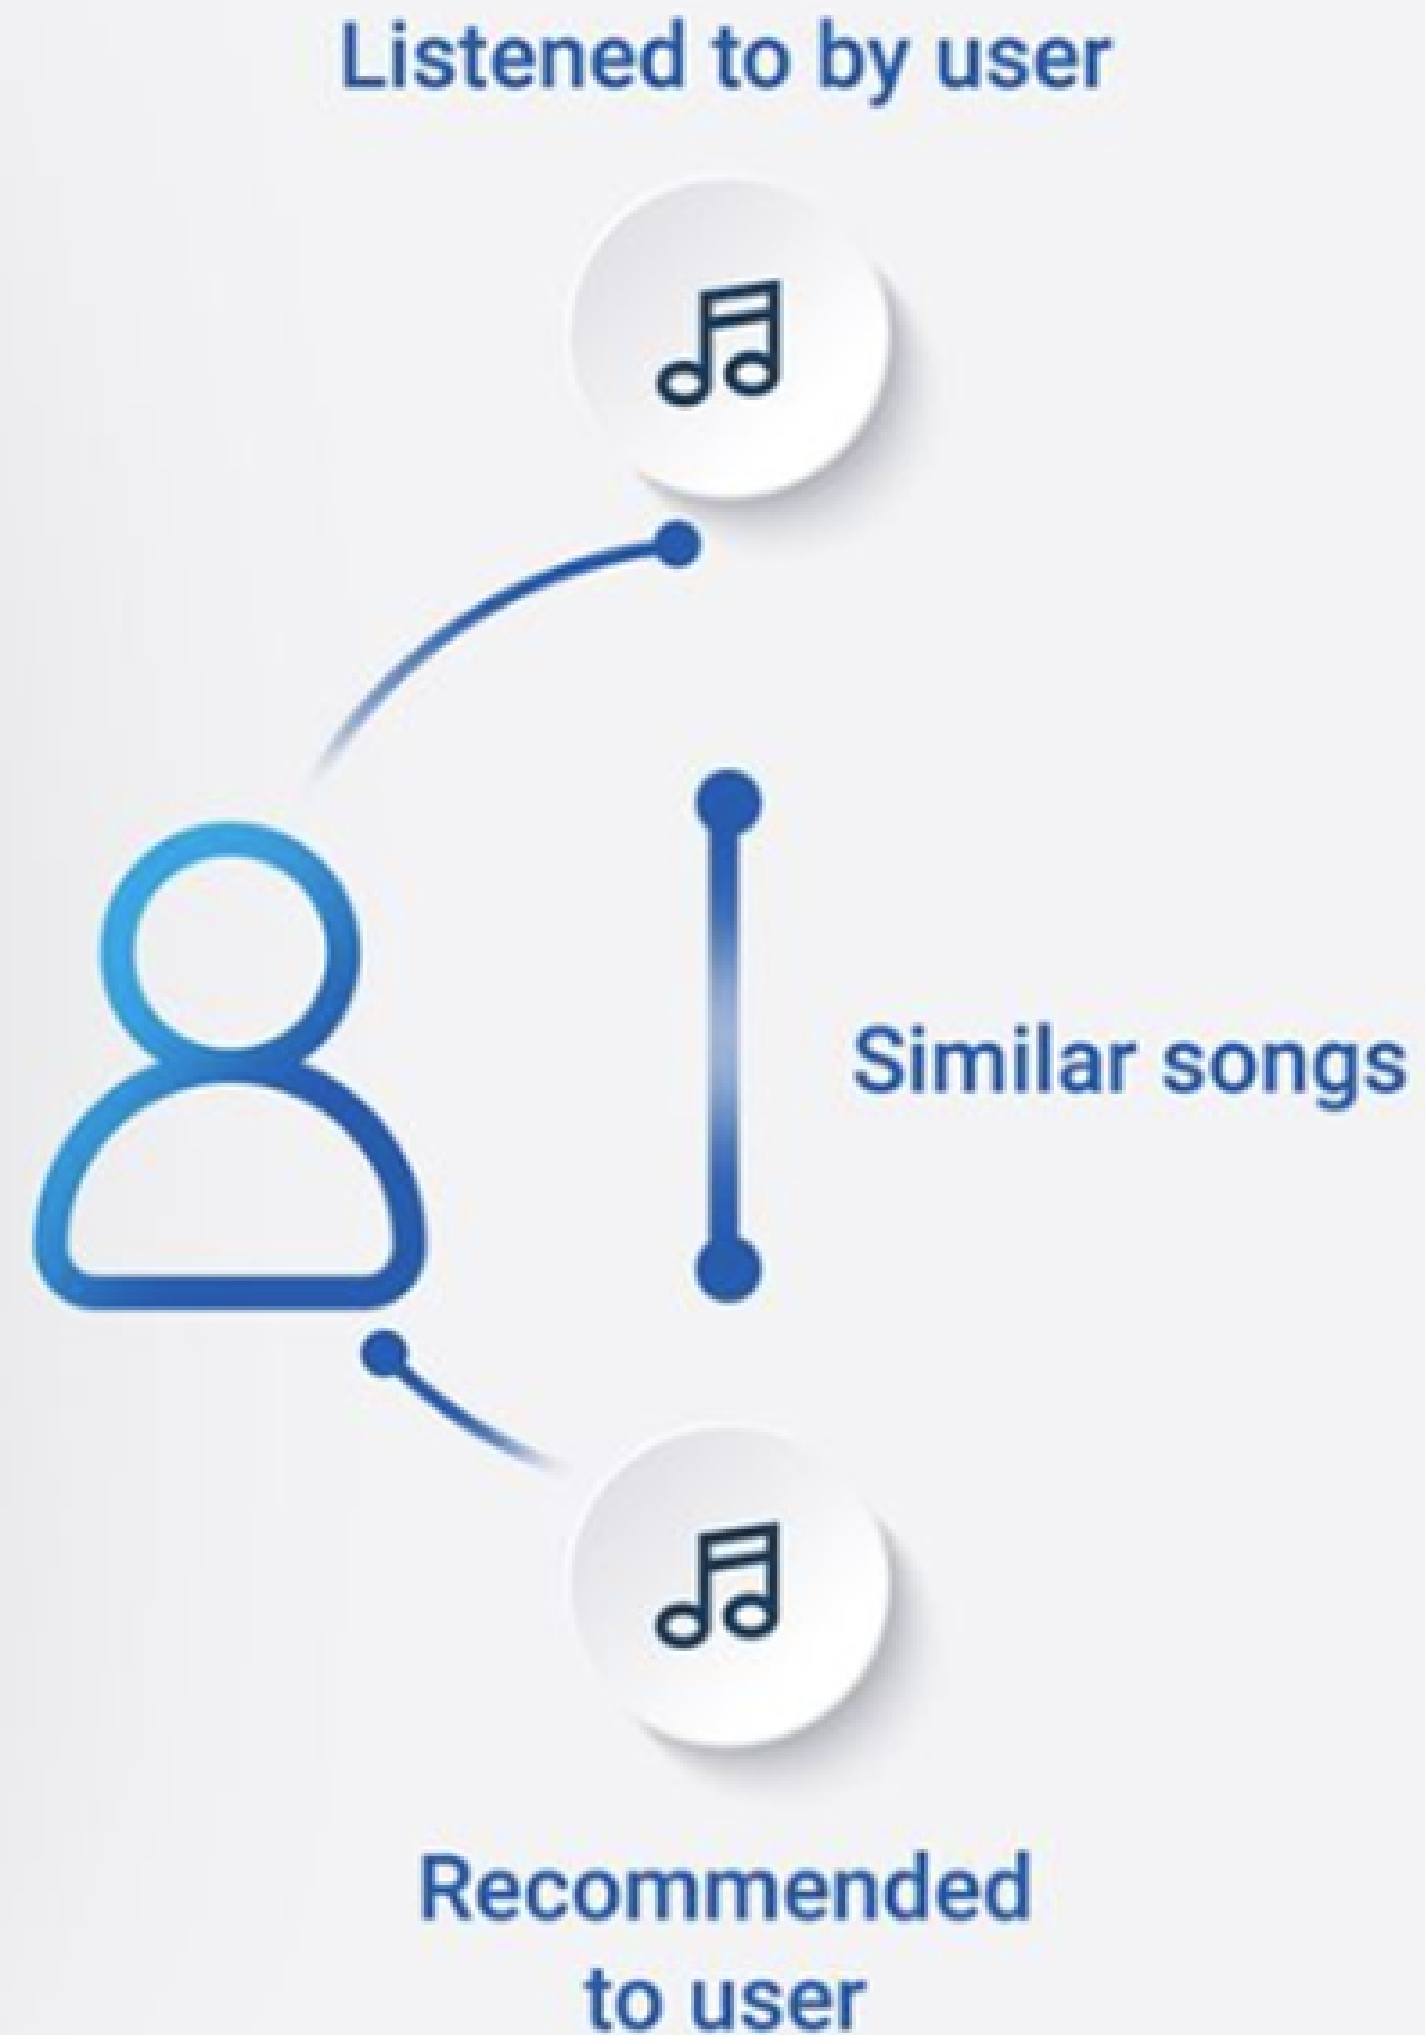 Listened to by user
Similar songs
Recommended
to user